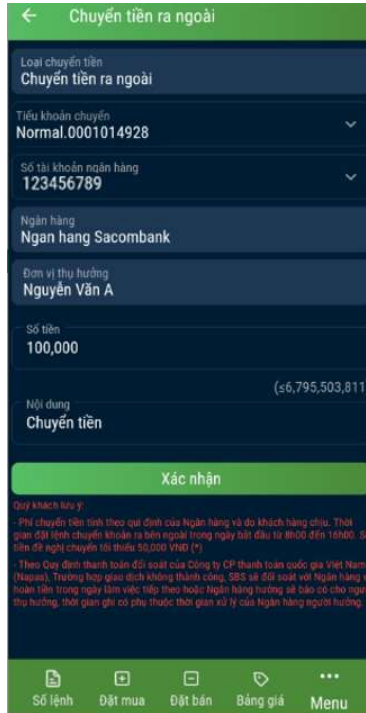 Chuyển tiền ra ngoài
Loại chuyển tiền
Chuyển tiền ra ngoài
Tiểu khoản chuyển
Normal.0001014928
Số tài khoản ngân hàng
123456789
Ngân hàng
Ngan hang Sacombank
Đơn vị thụ hưởng
Nguyễn Văn A
Số tiền
100,000
(≤6,795,503,811
Nội dung
Chuyển tiền
Xác nhận
Quý khách lưu ý:
- Phí chuyển tiền tính theo qui định của Ngân hàng và do khách hàng chịu. Thời
gian đặt lệnh chuyển khoản ra bên ngoài trong ngày bắt đầu từ 8h00 đến 16h00. S
tiền đề nghị chuyển tối thiểu 50,000 VND (*)
- Theo Quy định thanh toán đối soát của Công ty CP thanh toán quốc gia Việt Nam
(Napas), Trường hợp giao dịch không thành công, SBS sẽ đối soát với Ngân hàng v
hoàn tiền trong ngày làm việc tiếp theo hoặc Ngân hàng hưởng sẽ báo có cho ngư
thụ hưởng, thời gian ghi có phụ thuộc thời gian xử lý của Ngân hàng người hưởng.
Sổ lệnh Đặt mua Đặt bán Bảng giá Menu